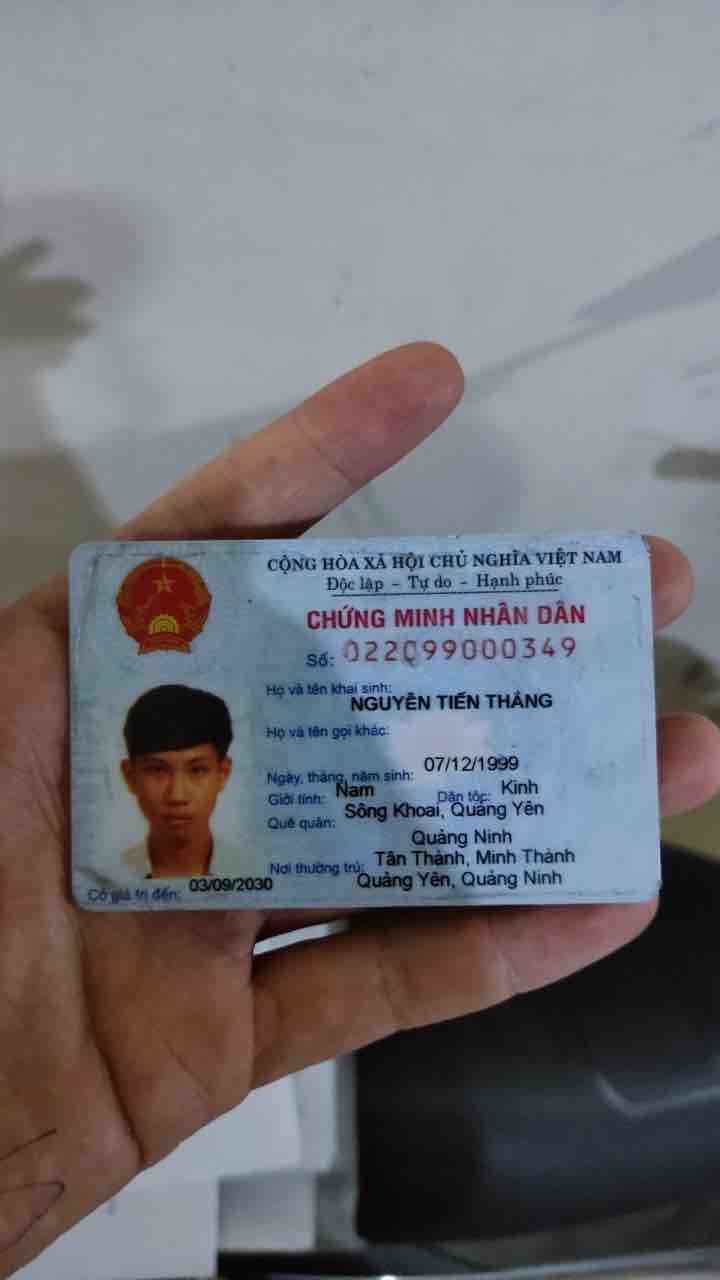 CỘNG HÒA XÃ HỘI CHỦ NGHĨA VIỆT NAM
Độc lập - Tự do - Hạnh phúc
CHỨNG MINH NHÂN DÂN
Số: 022099000349
Họ và tên khai sinh:
NGUYỄN TIẾN THẮNG
Họ và tên gọi khác:
Ngày, tháng, năm sinh: 07/12/1999
Giới tính: Nam Dân tộc: Kinh
Quê quán: Sông Khoai, Quảng Yên
Quảng Ninh
Nơi thường trú: Tân Thành, Minh Thành
Quảng Yên, Quảng Ninh
Có giá trị đến: 03/09/2030